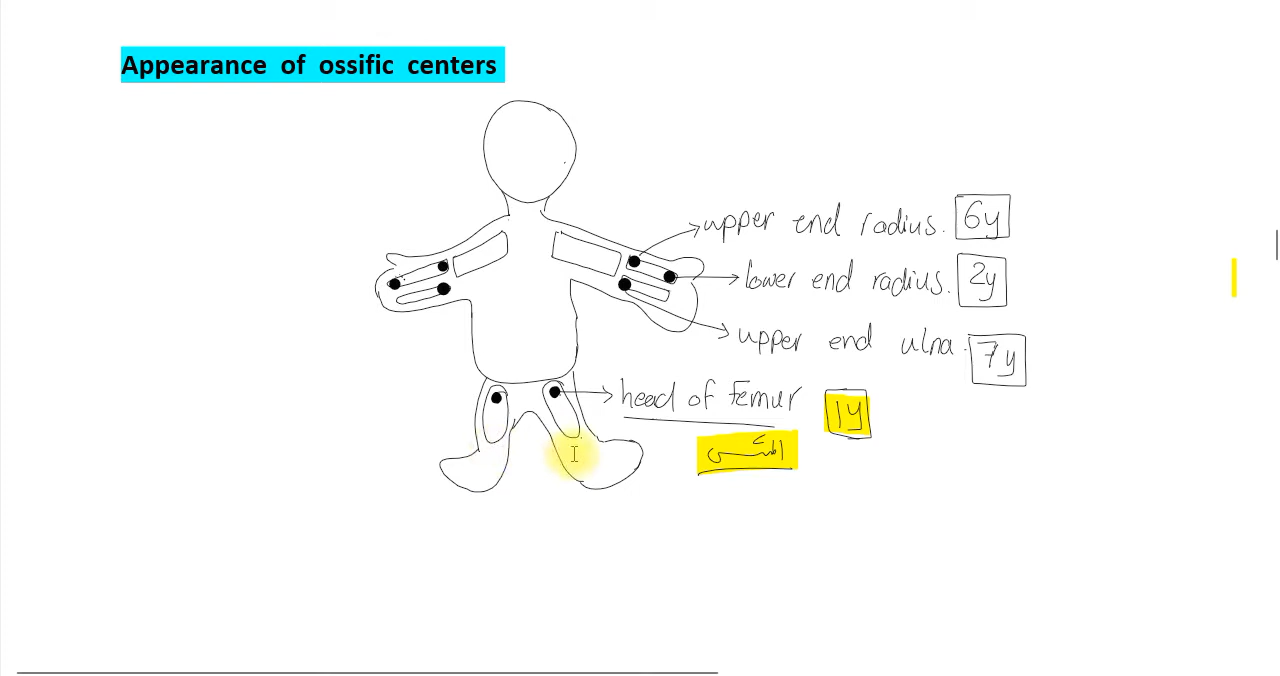 Appearance of ossific centers
upper end radius. 6y
lower end radius. 2y
upper end ulna. 7y
head of Femur 1y
المشى